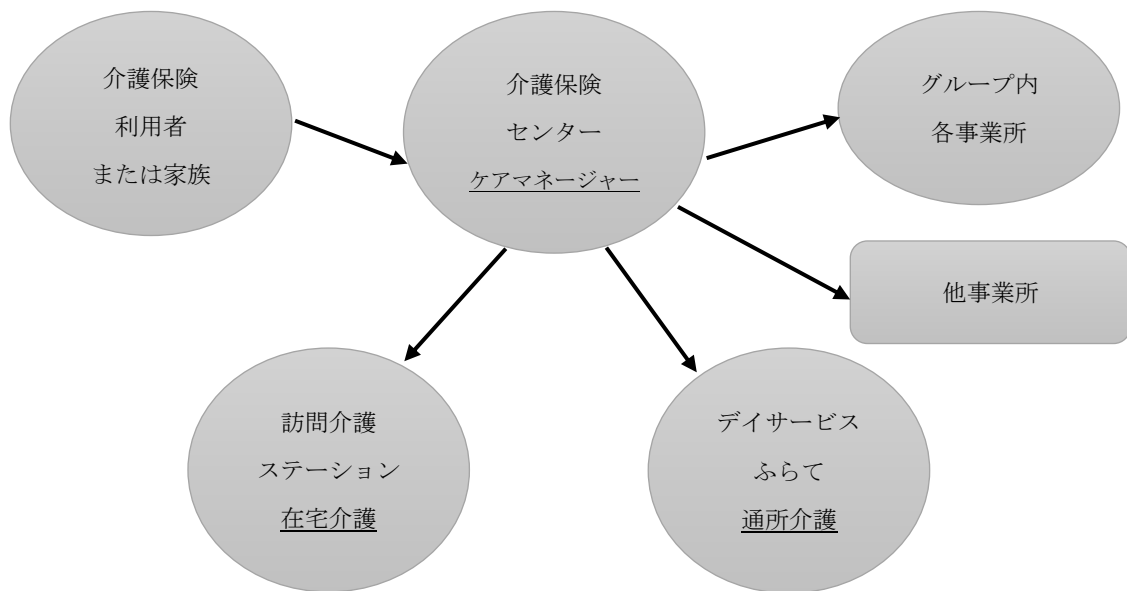 介護保険
利用者
または家族
介護保険
センター
ケアマネージャー
グループ内
各事業所
他事業所
訪問介護
ステーション
在宅介護
デイサービス
ふらて
通所介護